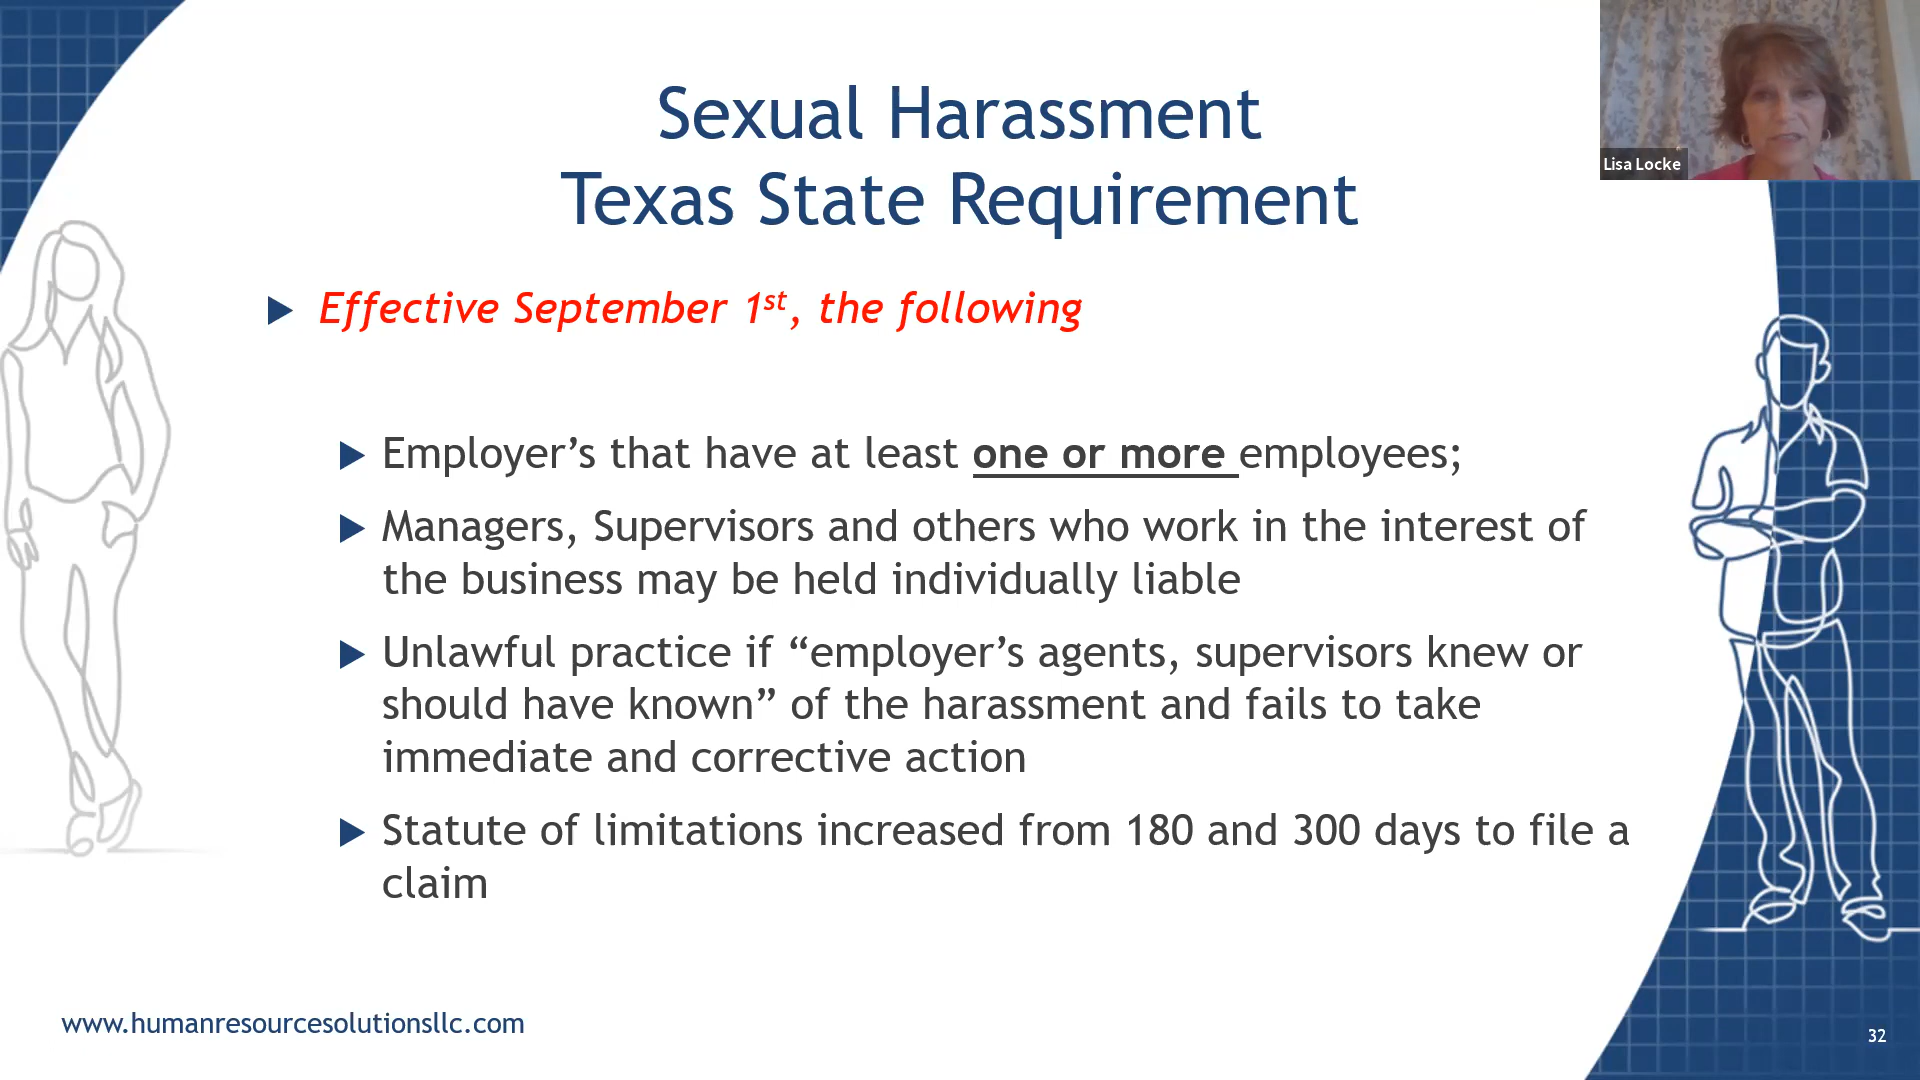 Sexual Harassment
Texas State Requirement
Lisa Locke
Effective September 1st, the following
Employer’s that have at least one or more employees;
Managers, Supervisors and others who work in the interest of
the business may be held individually liable
Unlawful practice if “employer’s agents, supervisors knew or
should have known” of the harassment and fails to take
immediate and corrective action
Statute of limitations increased from 180 and 300 days to file a
claim
www.humanresourcesolutionsllc.com
32